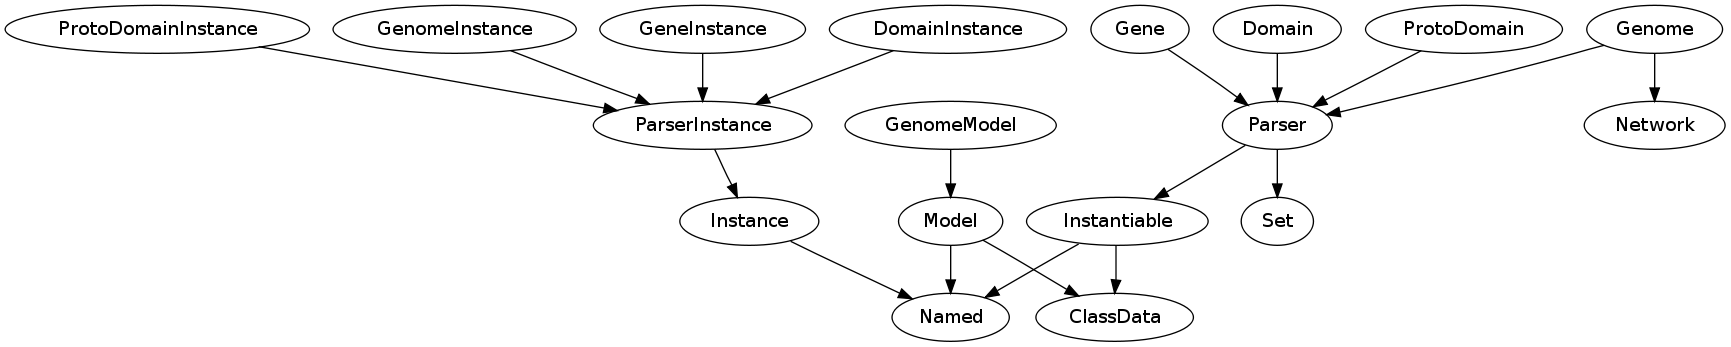 ProtoDomainInstance
GenomeInstance
GeneInstance
DomainInstance
Gene
Domain
ProtoDomain
Genome
ParserInstance
GenomeModel
Parser
Network
Instance
Model
Instantiable
Set
Named
ClassData